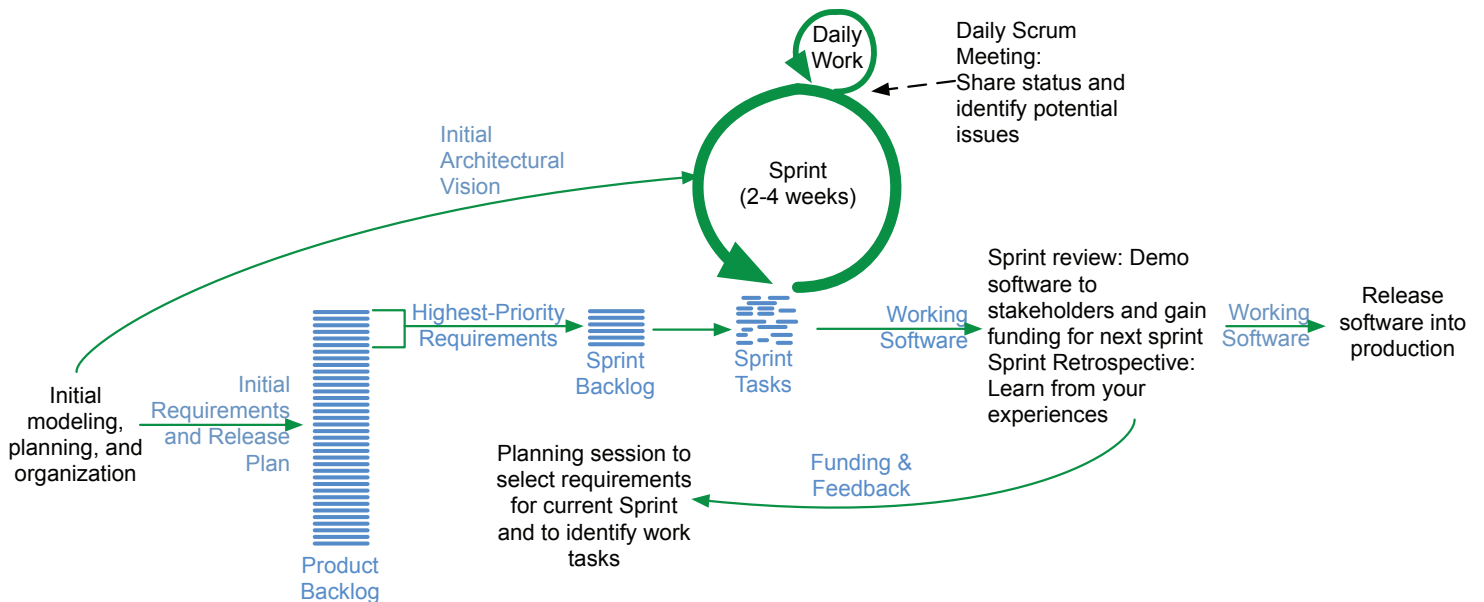 Daily
Work
Daily Scrum
Meeting:
Share status and
identify potential
issues
Initial
Architectural
Vision
Sprint
(2-4 weeks)
Initial
modeling,
planning, and
organization
Initial
Requirements
and Release
Plan
Product
Backlog
Highest-Priority
Requirements
Sprint
Backlog
Sprint
Tasks
Working
Software
Sprint review: Demo
software to
stakeholders and gain
funding for next sprint
Sprint Retrospective:
Learn from your
experiences
Working
Software
Release
software into
production
Funding &
Feedback
Planning session to
select requirements
for current Sprint
and to identify work
tasks